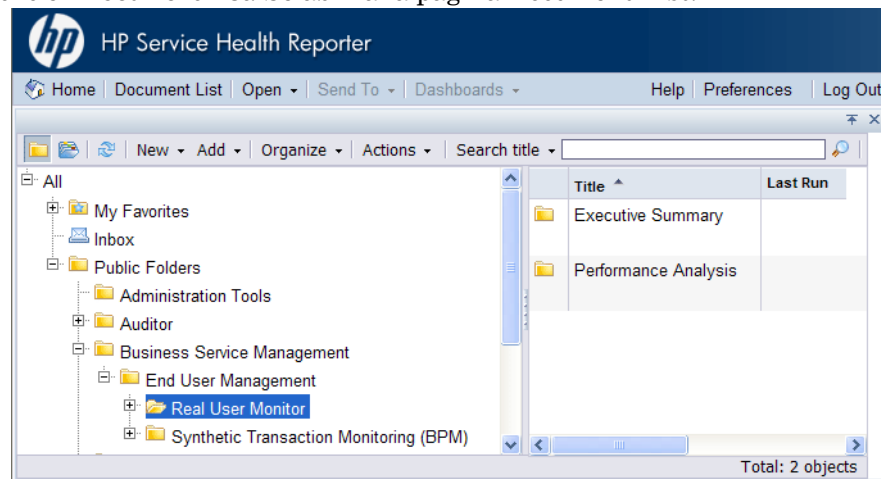 hp HP Service Health Reporter
Home Document List Open Send To Dashboards Help Preferences Log Out
New Add Organize Actions Search title
All
My Favorites
Inbox
Public Folders
Administration Tools
Auditor
Business Service Management
End User Management
Real User Monitor
Synthetic Transaction Monitoring (BPM)
Title Last Run
Executive Summary
Performance Analysis
Total: 2 objects